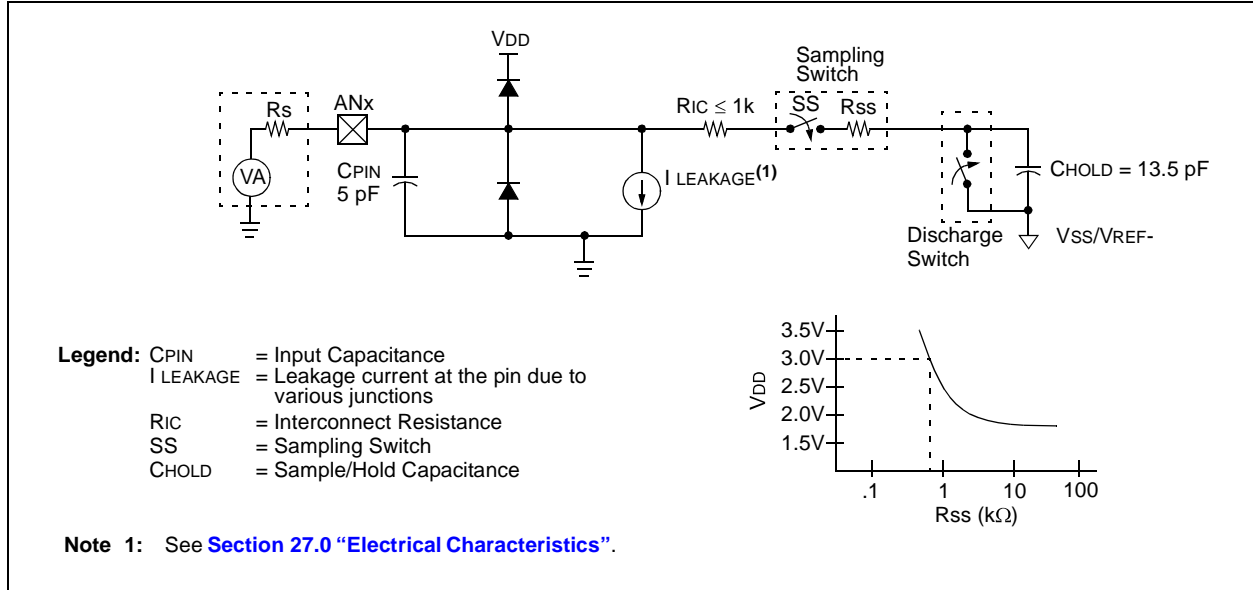 VDD
Sampling
Switch
Rs
ANx
RIC ≤ 1k
SS
Rss
VA
CPIN
5 pF
I LEAKAGE(1)
CHOLD = 13.5 pF
Discharge
Switch
VSS/VREF-
Legend: CPIN = Input Capacitance
I LEAKAGE = Leakage current at the pin due to
various junctions
RIC = Interconnect Resistance
SS = Sampling Switch
CHOLD = Sample/Hold Capacitance
VDD
3.5V
3.0V
2.5V
2.0V
1.5V
.1 1 10 100
Rss (kΩ)
Note 1: See Section 27.0 “Electrical Characteristics”.